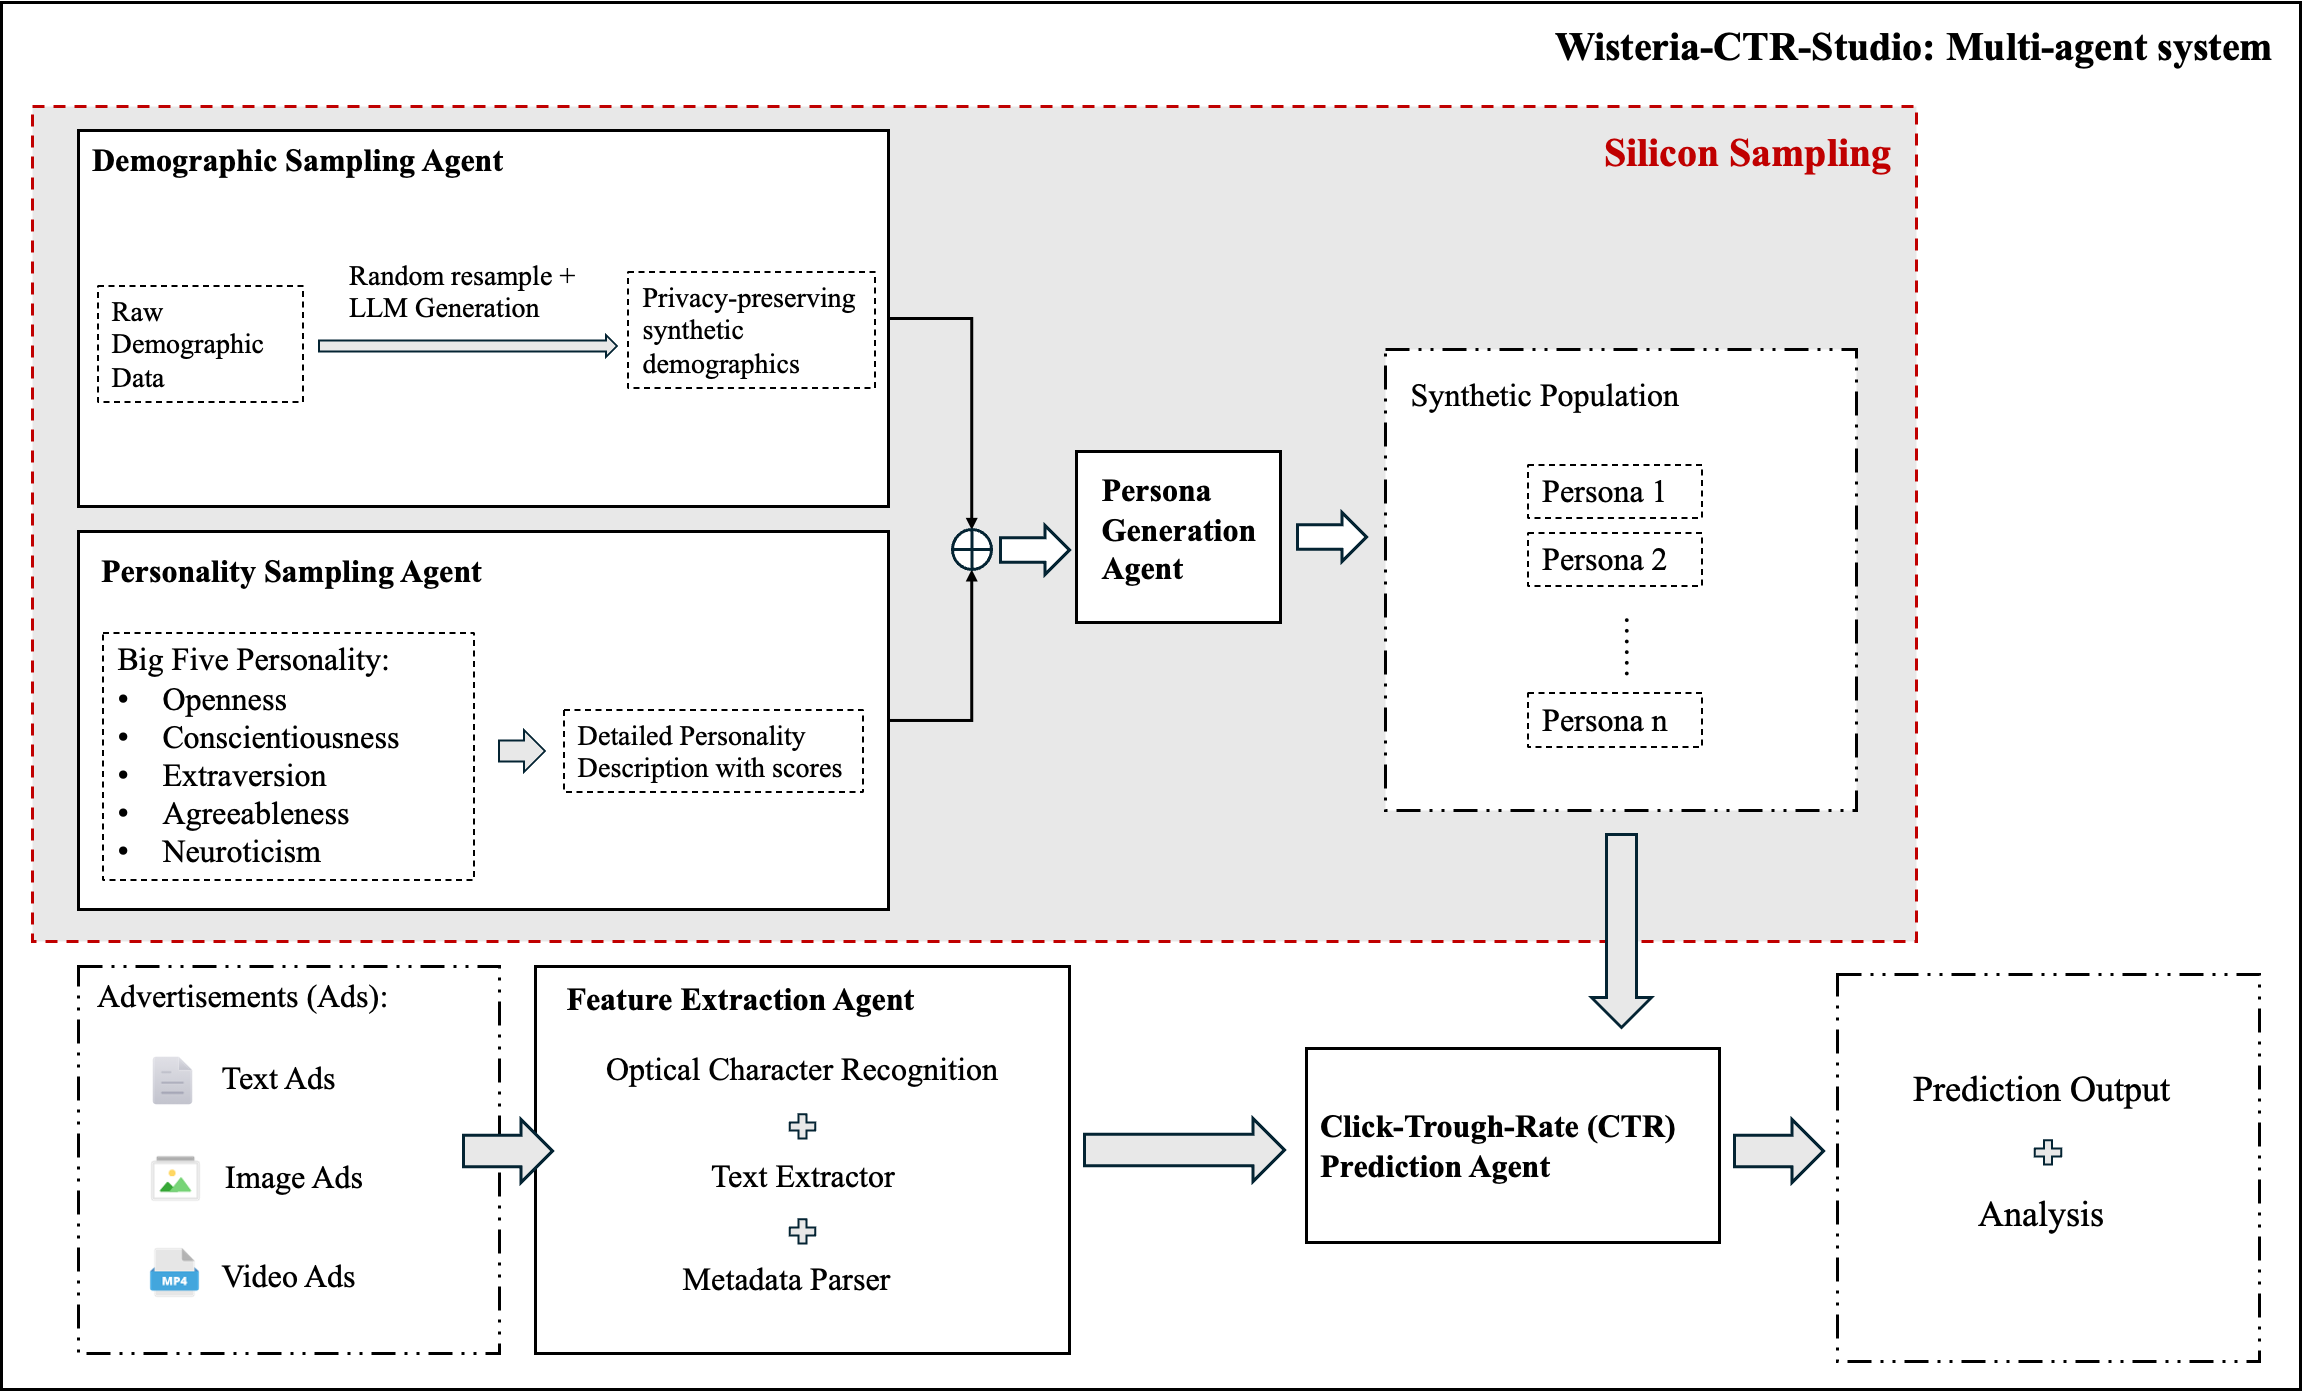 Wisteria-CTR-Studio: Multi-agent system
Silicon Sampling
Demographic Sampling Agent
Raw
Demographic
Data
Random resample +
LLM Generation
Privacy-preserving
synthetic
demographics
Personality Sampling Agent
Big Five Personality:
• Openness
• Conscientiousness
• Extraversion
• Agreeableness
• Neuroticism
Detailed Personality
Description with scores
Persona
Generation
Agent
Synthetic Population
Persona 1
Persona 2
Persona n
Advertisements (Ads):
Text Ads
Image Ads
MP4
Video Ads
Feature Extraction Agent
Optical Character Recognition
Text Extractor
Metadata Parser
Click-Trough-Rate (CTR)
Prediction Agent
Prediction Output
Analysis